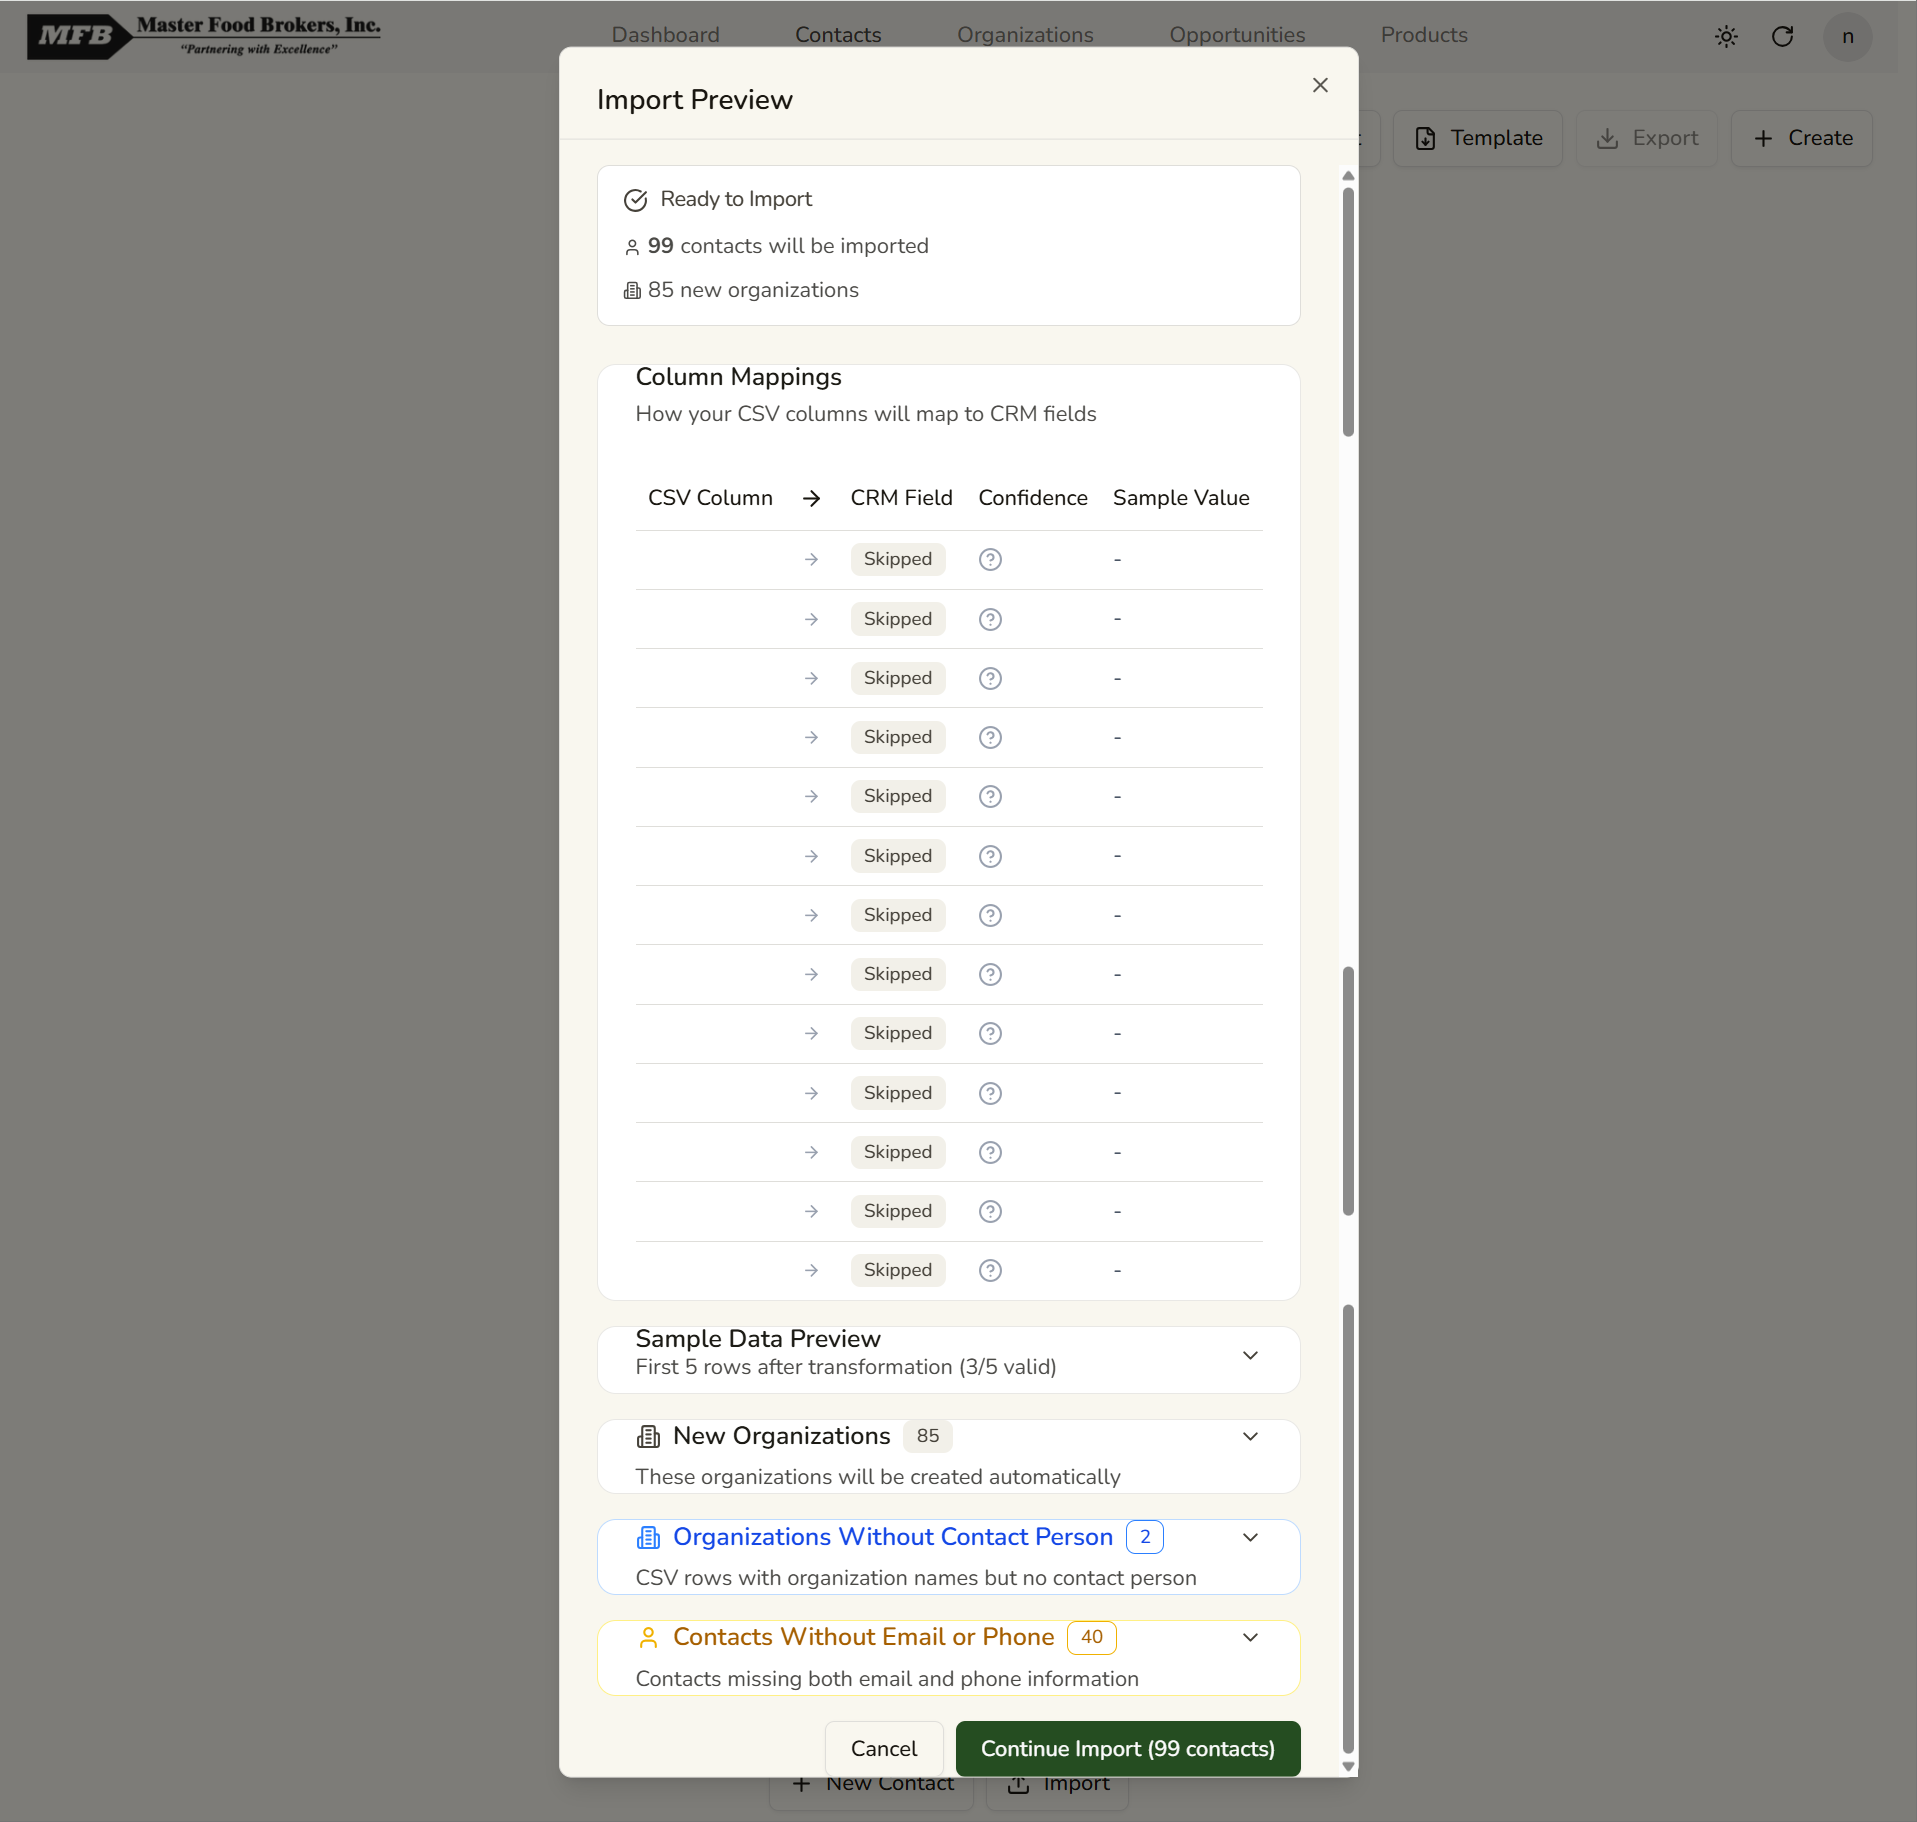 MFB Master Food Brokers, Inc.
"Partnering with Excellence"
Dashboard Contacts Organizations Opportunities Products
n
Template Export + Create
Import Preview
Ready to Import
99 contacts will be imported
85 new organizations
Column Mappings
How your CSV columns will map to CRM fields
CSV Column → CRM Field Confidence Sample Value
→ Skipped ? -
→ Skipped ? -
→ Skipped ? -
→ Skipped ? -
→ Skipped ? -
→ Skipped ? -
→ Skipped ? -
→ Skipped ? -
→ Skipped ? -
→ Skipped ? -
→ Skipped ? -
→ Skipped ? -
→ Skipped ? -
Sample Data Preview
First 5 rows after transformation (3/5 valid)
New Organizations 85
These organizations will be created automatically
Organizations Without Contact Person 2
CSV rows with organization names but no contact person
Contacts Without Email or Phone 40
Contacts missing both email and phone information
Cancel Continue Import (99 contacts)
+ New Contact Import